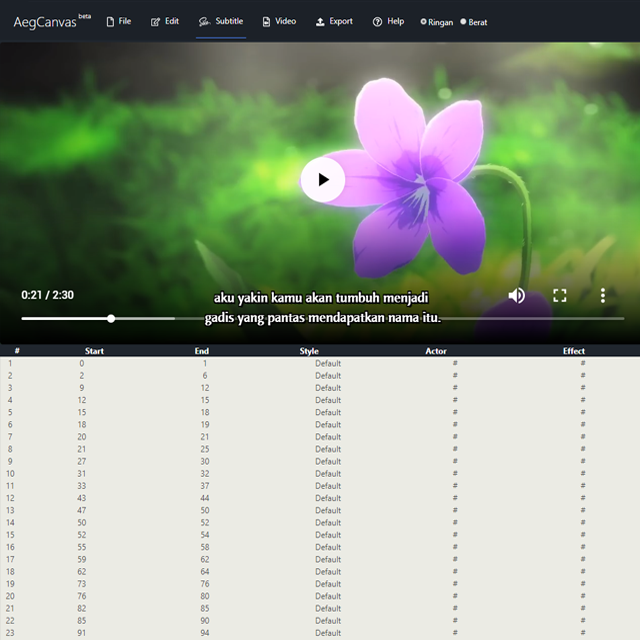 AegCanvas beta File Edit Subtitle Video Export Help Ringan Berat
0:21 / 2:30
aku yakin kamu akan tumbuh menjadi
gadis yang pantas mendapatkan nama itu.
# Start End Style Actor Effect
1 0 1 Default # #
2 2 6 Default # #
3 9 12 Default # #
4 12 15 Default # #
5 15 18 Default # #
6 18 19 Default # #
7 20 21 Default # #
8 21 25 Default # #
9 27 30 Default # #
10 31 32 Default # #
11 33 37 Default # #
12 43 44 Default # #
13 47 50 Default # #
14 50 52 Default # #
15 52 54 Default # #
16 55 58 Default # #
17 59 62 Default # #
18 62 64 Default # #
19 73 76 Default # #
20 76 80 Default # #
21 82 85 Default # #
22 85 90 Default # #
23 91 94 Default # #